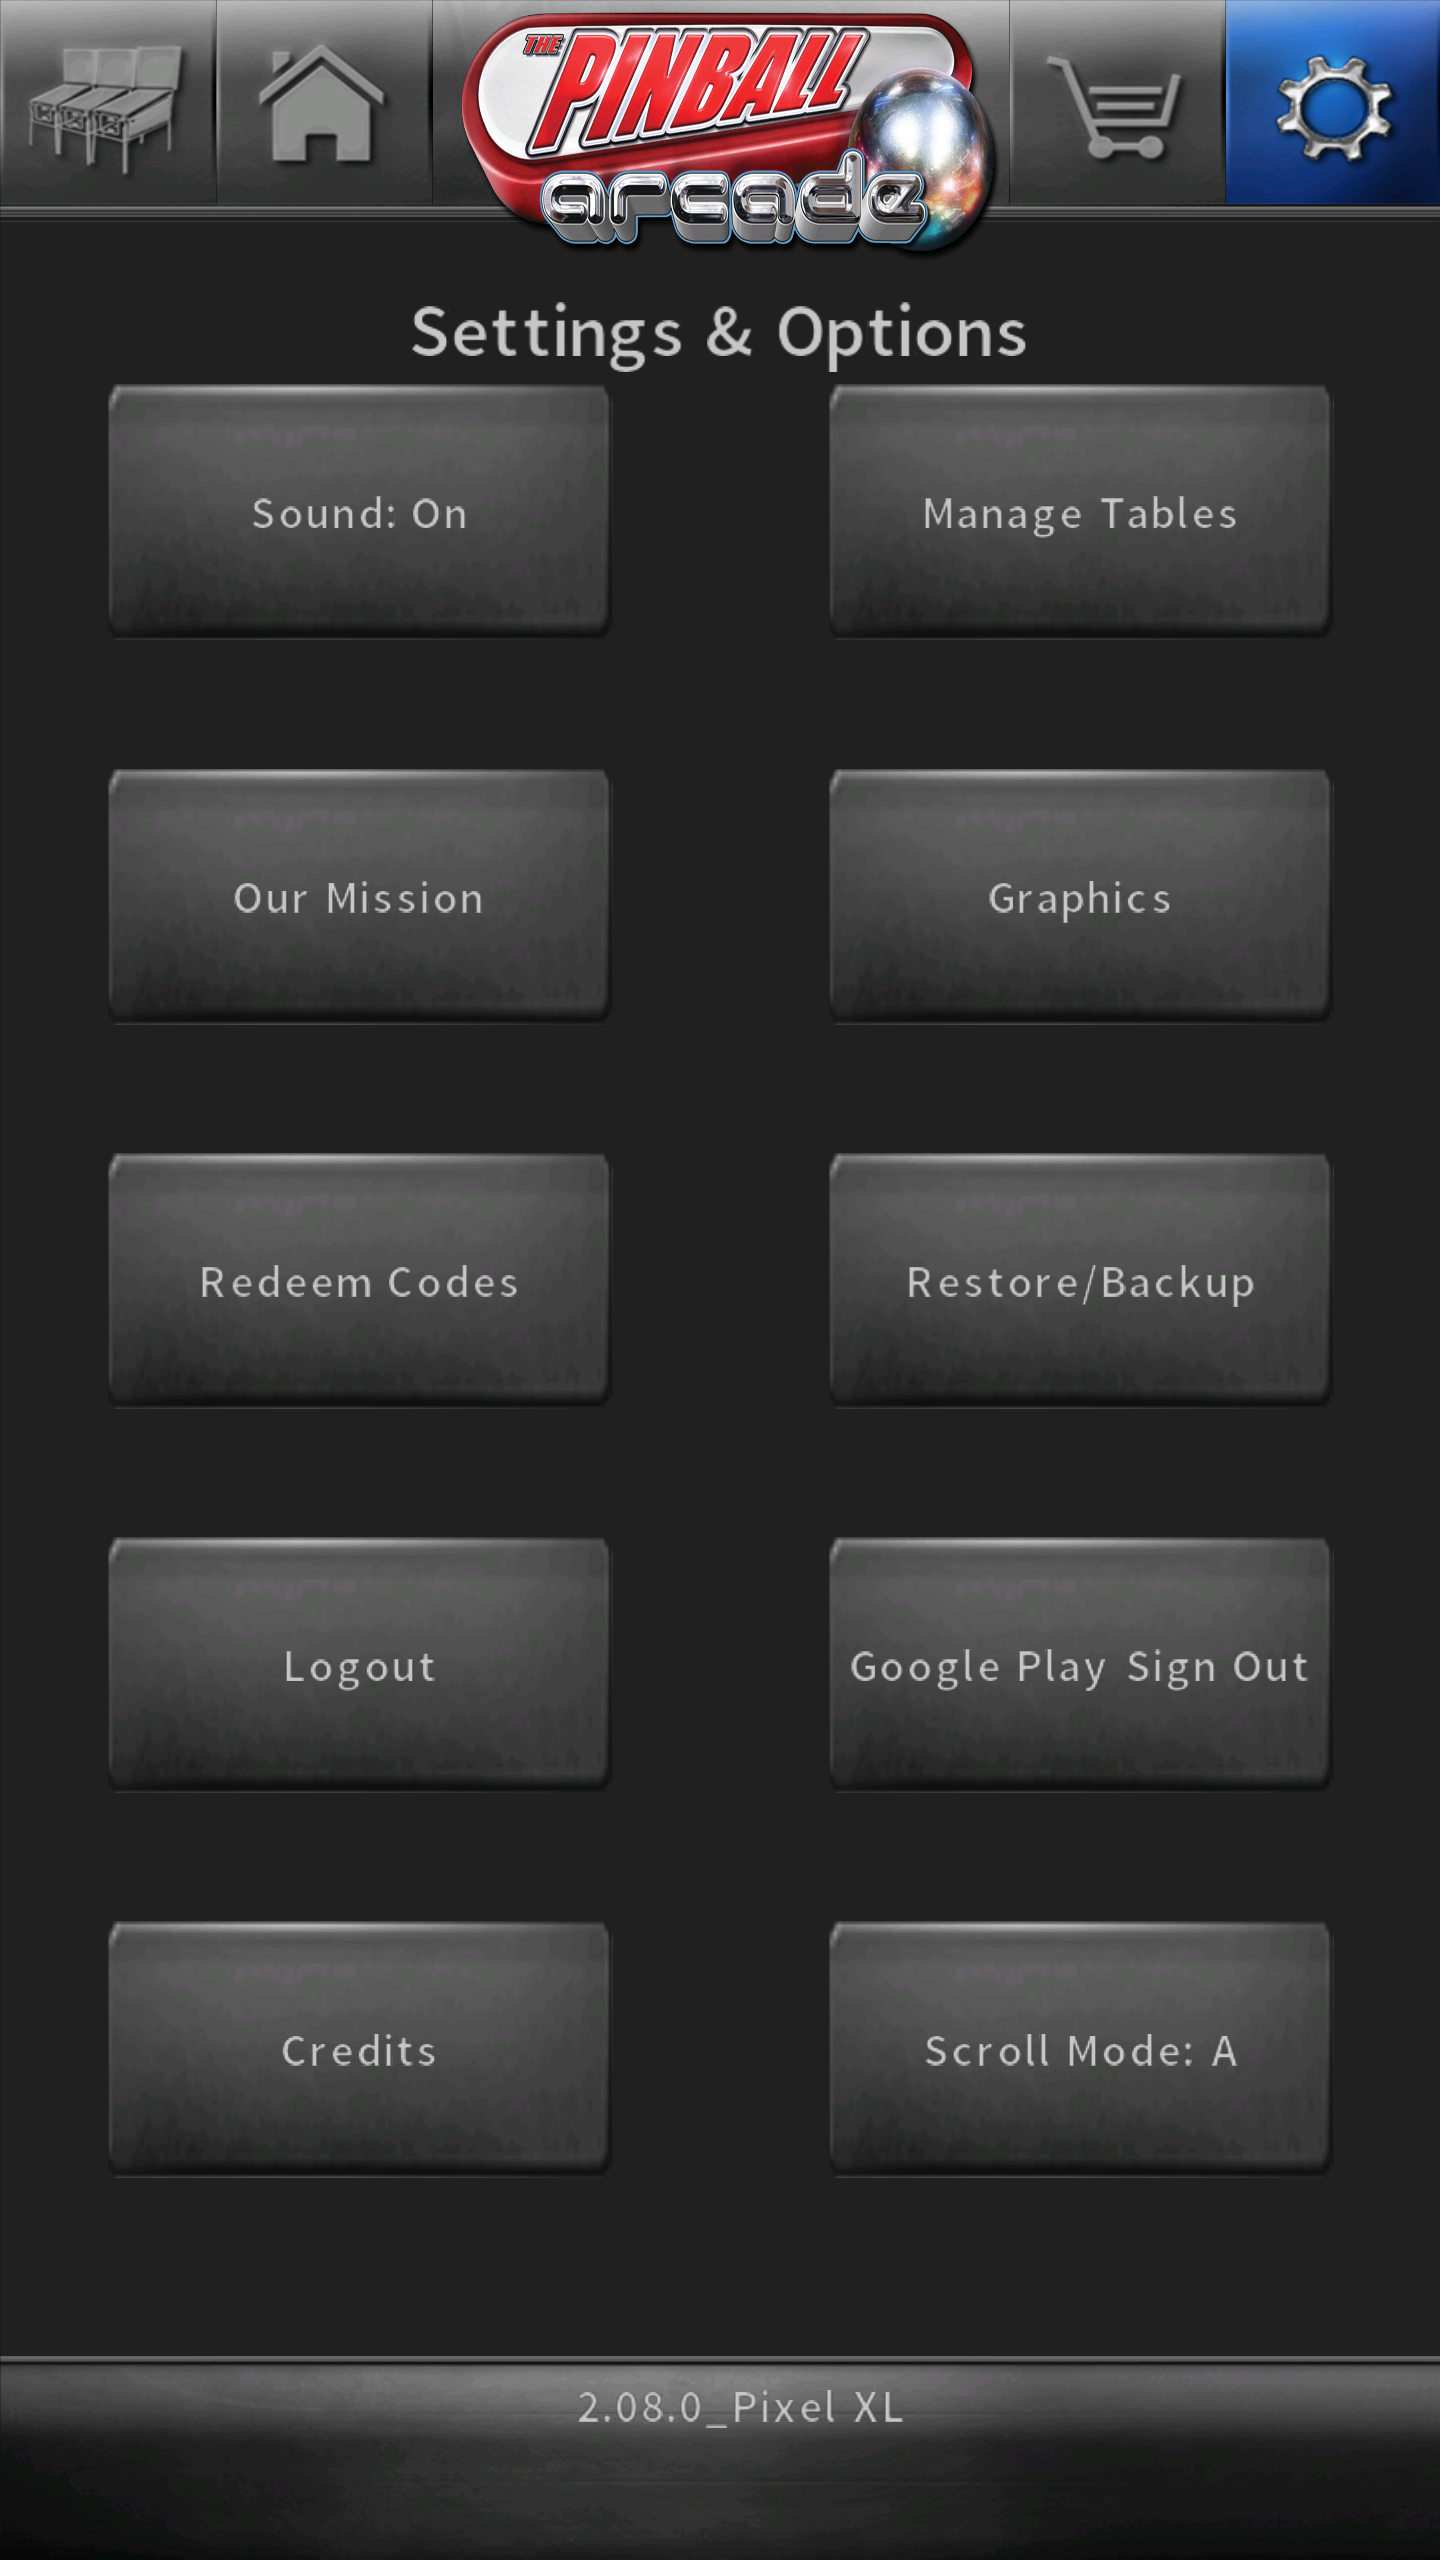 THE
PINBALL
arcade
Settings & Options
Sound: On
Manage Tables
Our Mission
Graphics
Redeem Codes
Restore/Backup
Logout
Google Play Sign Out
Credits
Scroll Mode: A
2.08.0_Pixel XL